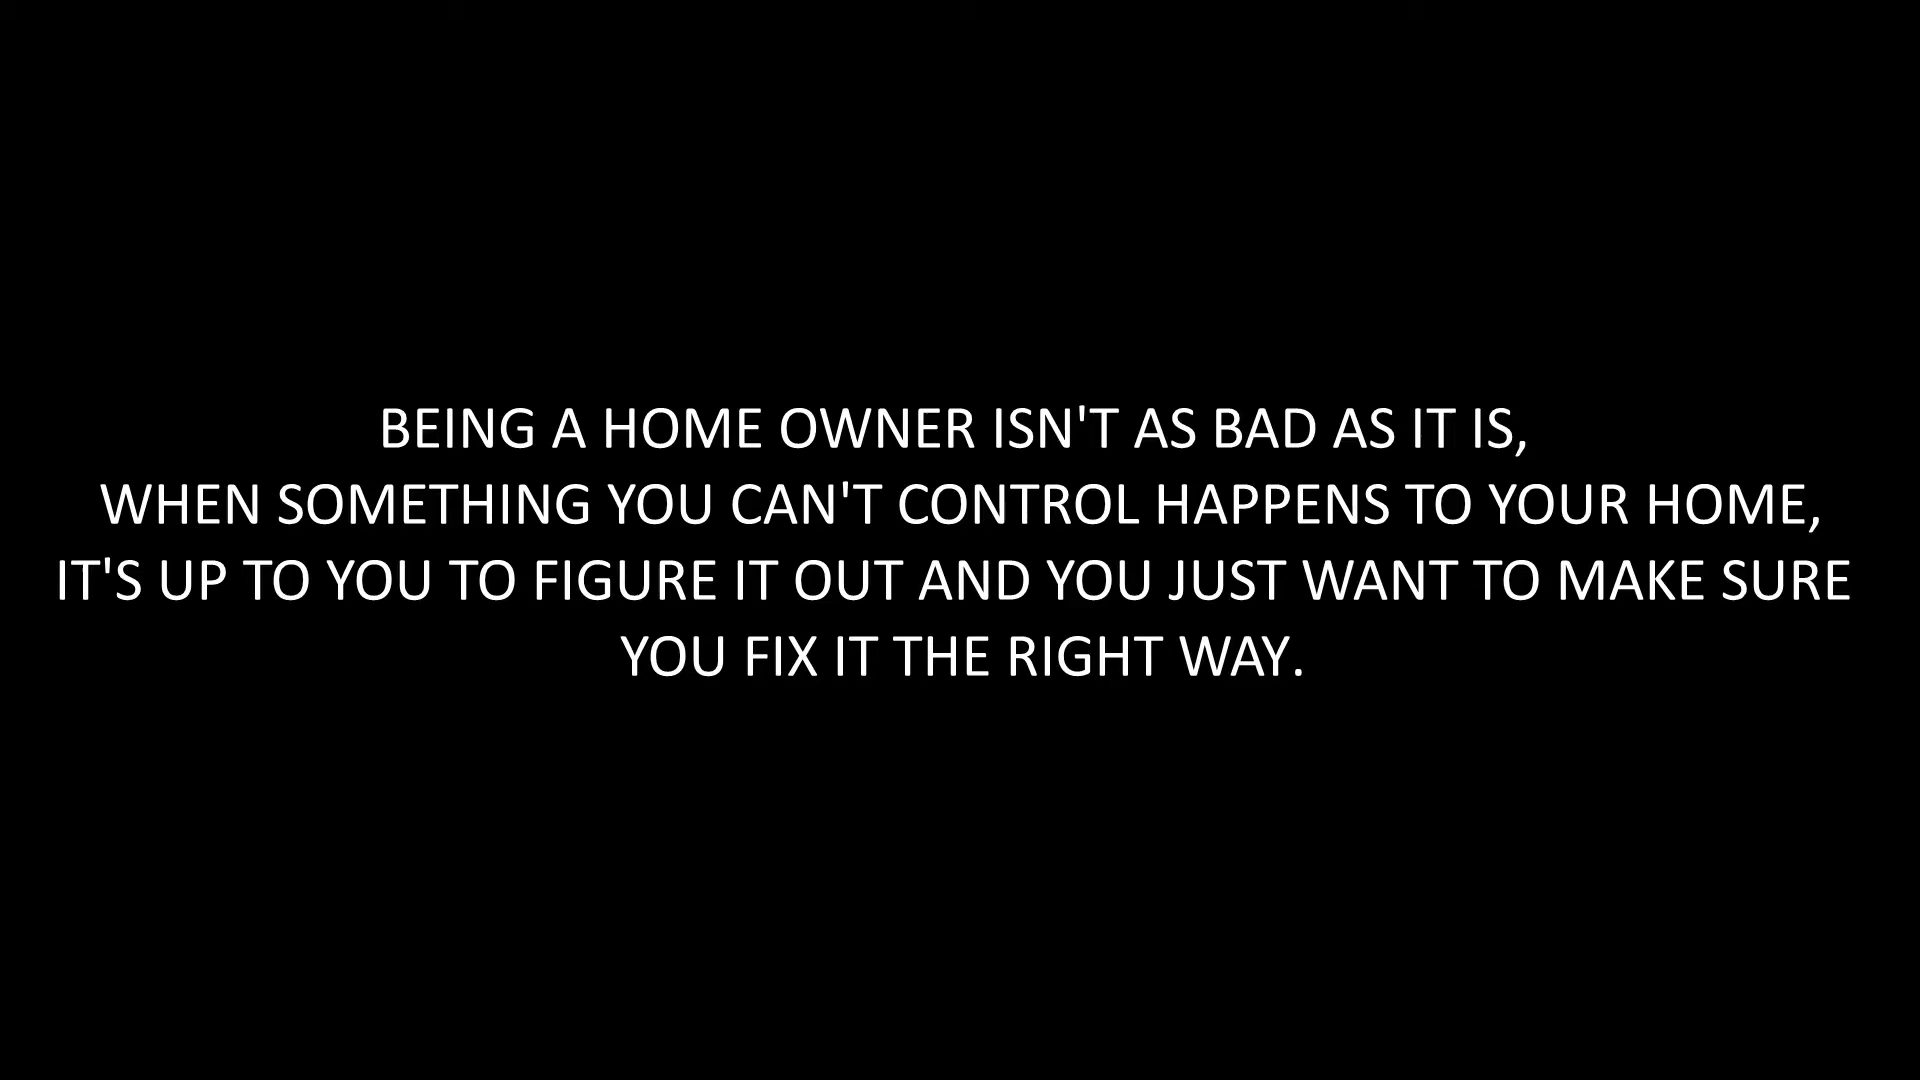 BEING A HOME OWNER ISN'T AS BAD AS IT IS,
WHEN SOMETHING YOU CAN'T CONTROL HAPPENS TO YOUR HOME,
IT'S UP TO YOU TO FIGURE IT OUT AND YOU JUST WANT TO MAKE SURE
YOU FIX IT THE RIGHT WAY.